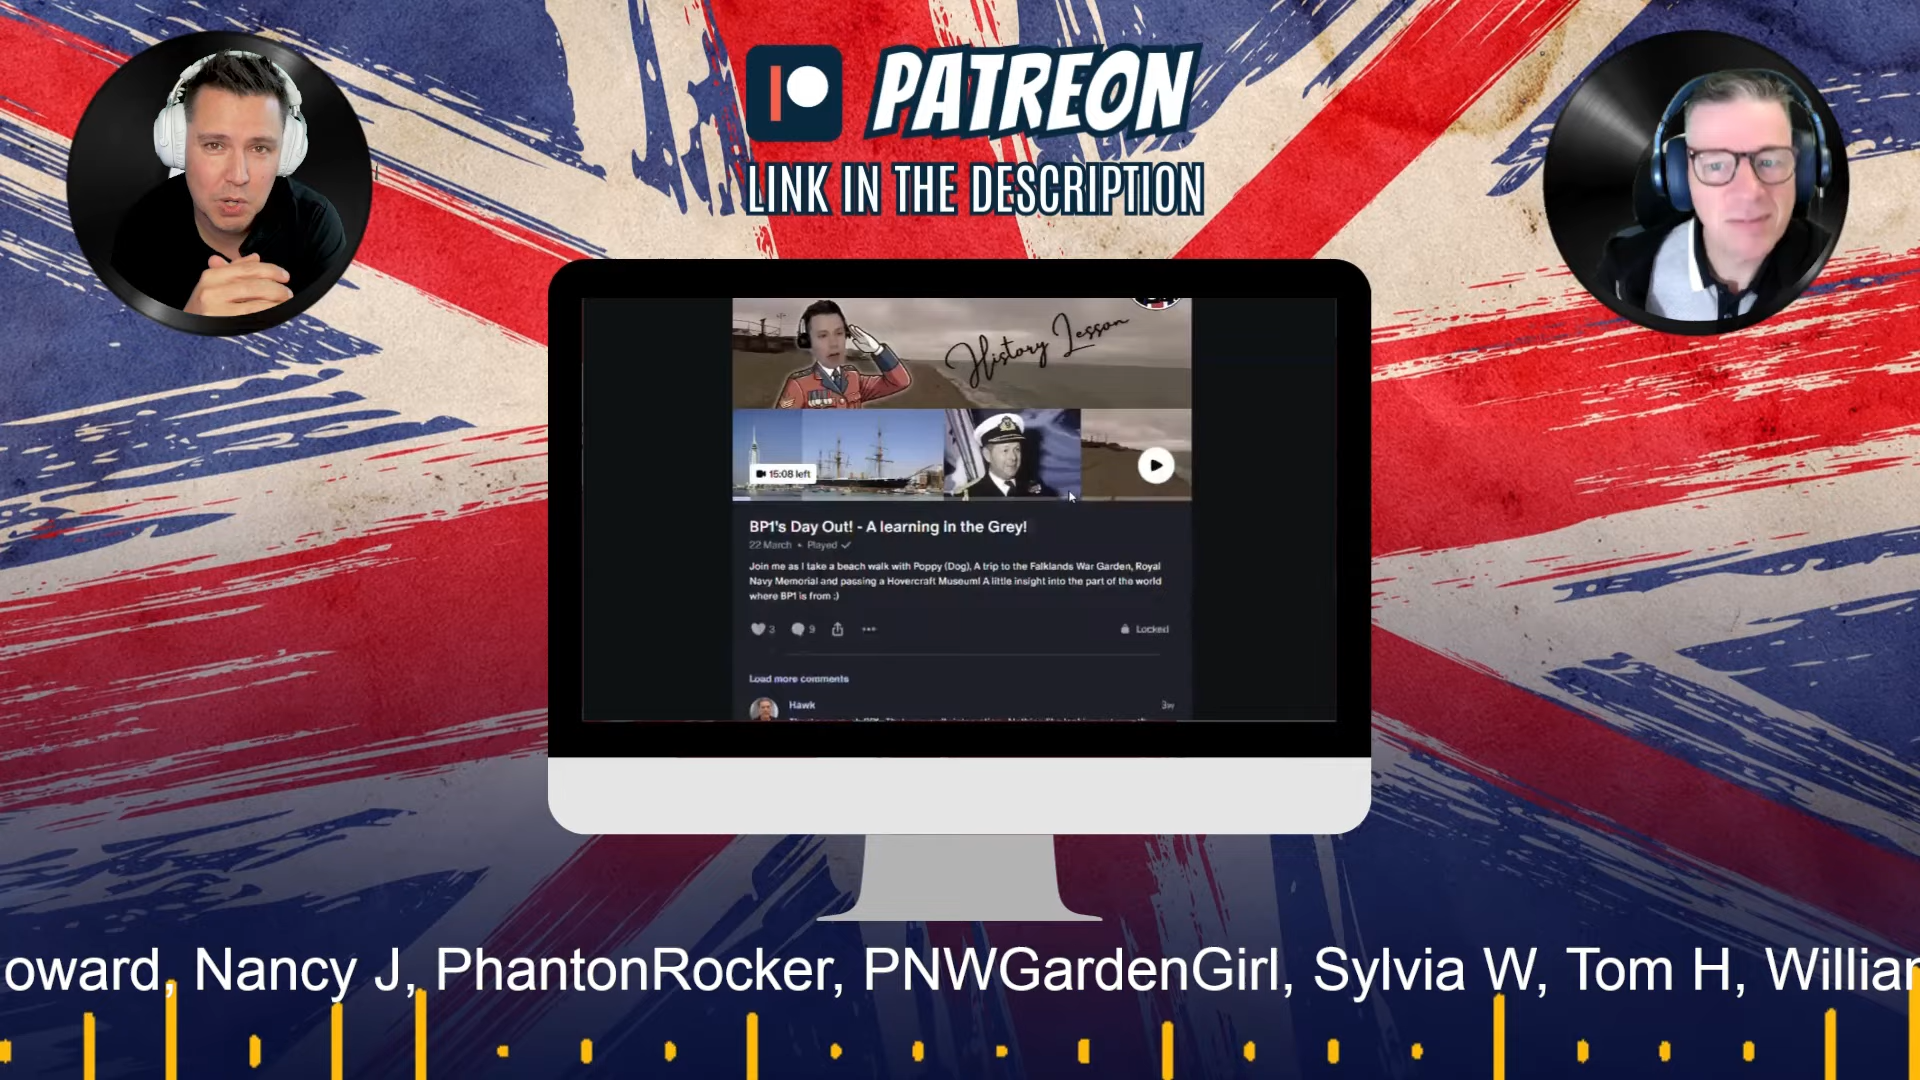 PATREON
LINK IN THE DESCRIPTION
History Lesson
15:08 left
BP1's Day Out! - A learning in the Grey!
22 March • Played
Join me as I take a beach walk with Poppy (Dog), A trip to the Falklands War Garden, Royal
Navy Memorial and passing a Hovercraft Museum! A little insight into the part of the world
where BP1 is from :)
3 9 Locked
Load more comments
Hawk 3w
oward, Nancy J, PhantonRocker, PNWGardenGirl, Sylvia W, Tom H, Willian